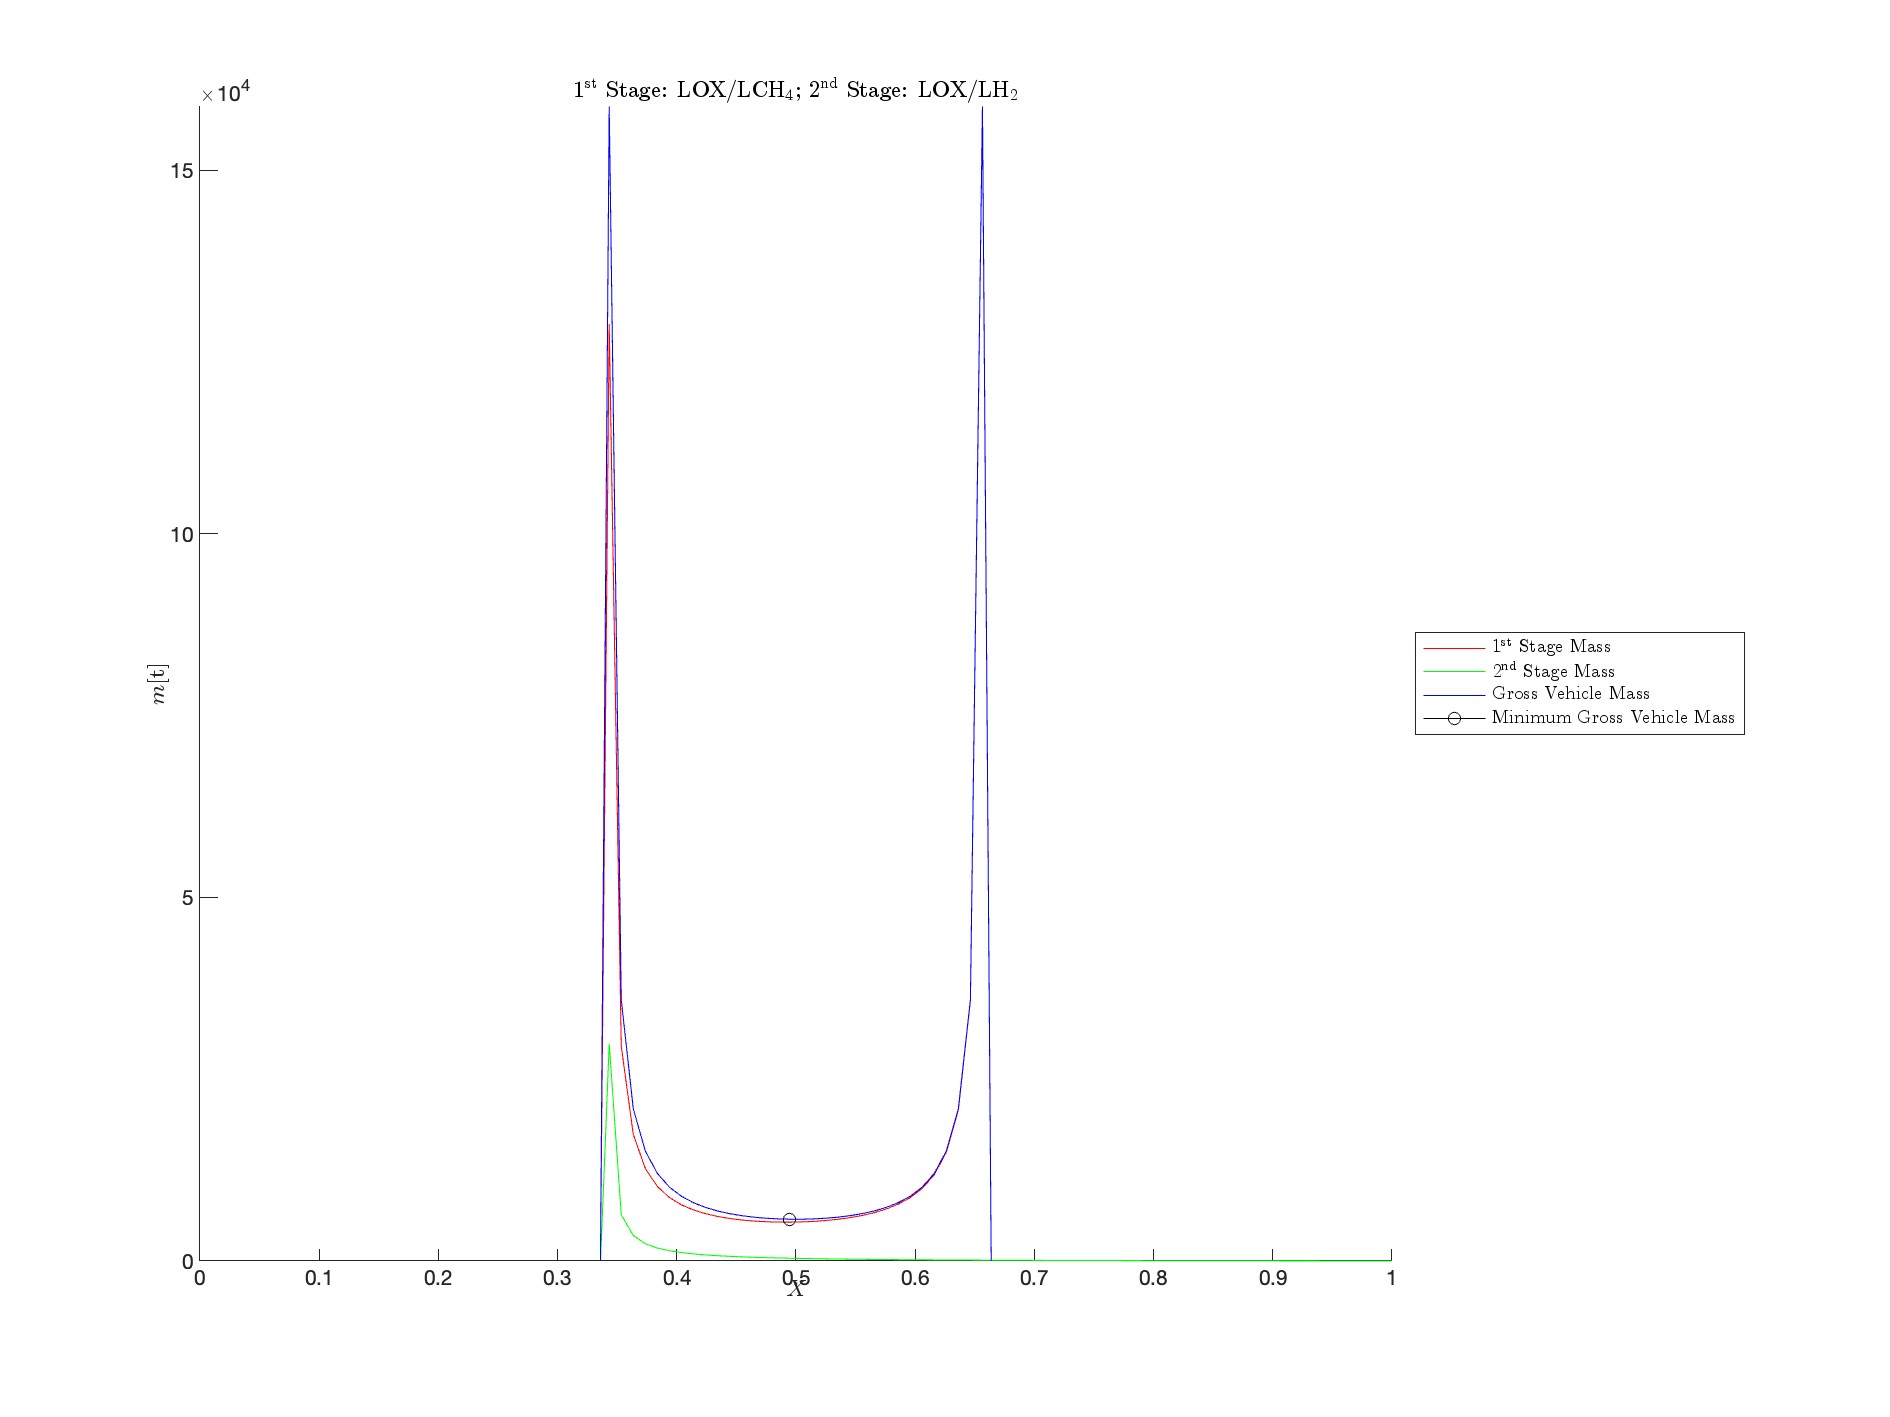 ×10⁴
1ˢᵗ Stage: LOX/LCH₄; 2ⁿᵈ Stage: LOX/LH₂
15
10
5
0
m[t]
0 0.1 0.2 0.3 0.4 0.5 0.6 0.7 0.8 0.9 1
X
1ˢᵗ Stage Mass
2ⁿᵈ Stage Mass
Gross Vehicle Mass
Minimum Gross Vehicle Mass